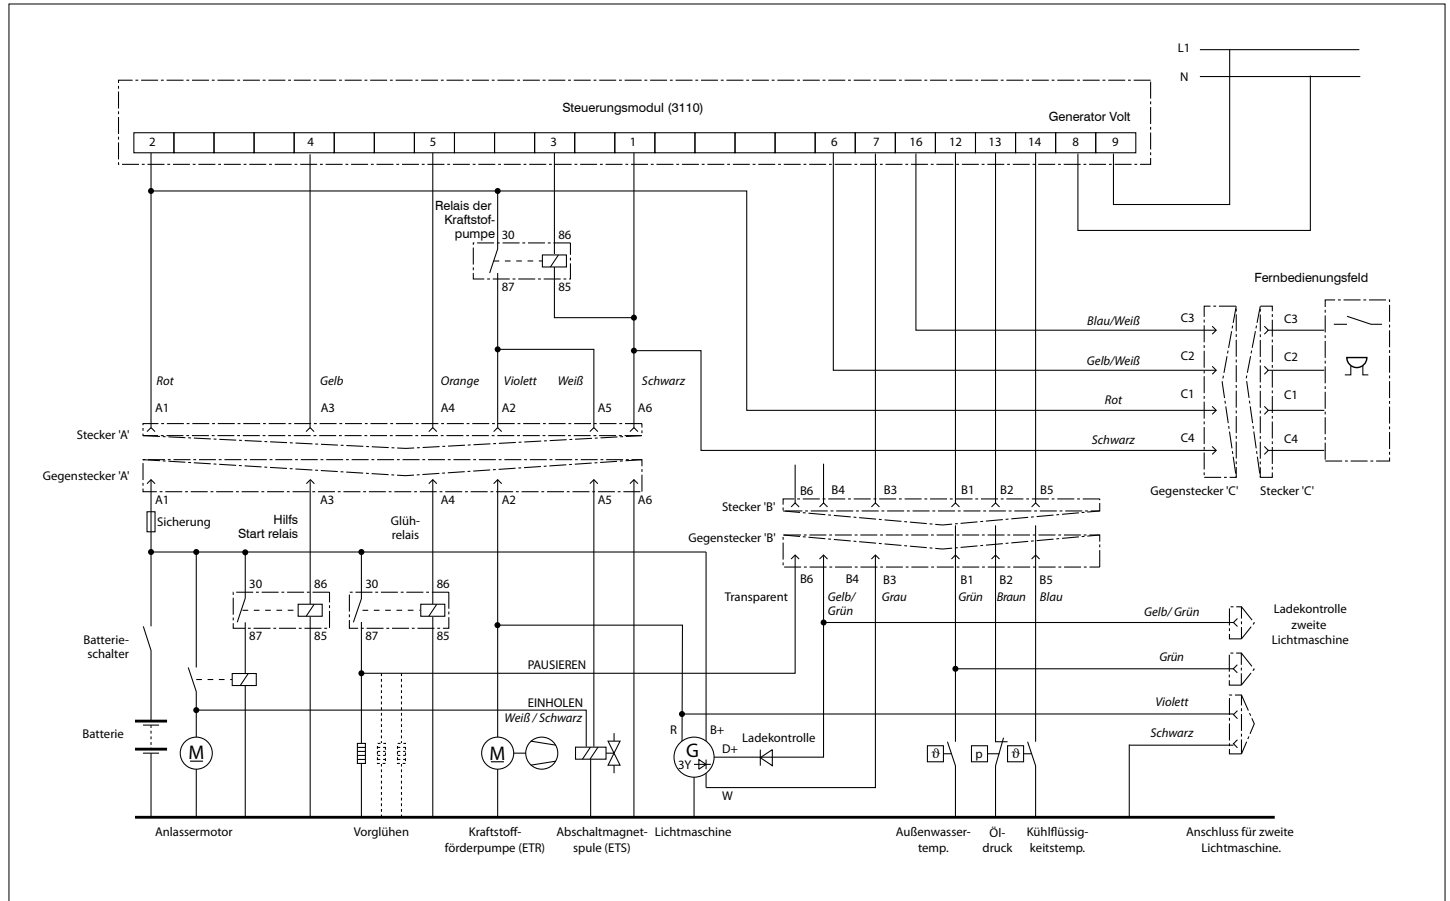 L1
N
Steuerungsmodul (3110)
Generator Volt
2 4 5 3 1 6 7 16 12 13 14 8 9
Relais der
Kraftstof-
pumpe
30 86
87 85
Fernbedienungsfeld
Blau/Weiß C3 C3
Gelb/Weiß C2 C2
Rot C1 C1
Schwarz C4 C4
Gegenstecker 'C' Stecker 'C'
Rot Gelb Orange Violett Weiß Schwarz
A1 A3 A4 A2 A5 A6
Stecker 'A'
Gegenstecker 'A'
A1 A3 A4 A2 A5 A6
B6 B4 B3 B1 B2 B5
Stecker 'B'
Gegenstecker 'B'
B6 B4 B3 B1 B2 B5
Transparent Gelb/
Grün Grau Grün Braun Blau
Sicherung
Hilfs
Start relais
Glüh-
relais
30 86 30 86
87 85 87 85
Batterie-
schalter
Batterie
PAUSIEREN
EINHOLEN
Weiß / Schwarz
Gelb/ Grün
Ladekontrolle
zweite
Lichtmaschine
Grün
Violett
Schwarz
R B+
D+
W
Ladekontrolle
M M G
3Y
ϑ p ϑ
Anlassermotor
Vorglühen
Kraftstoff-
förderpumpe (ETR)
Abschaltmagnet-
spule (ETS)
Lichtmaschine
Außenwasser-
temp.
Öl-
druck
Kühlflüssig-
keitstemp.
Anschluss für zweite
Lichtmaschine.